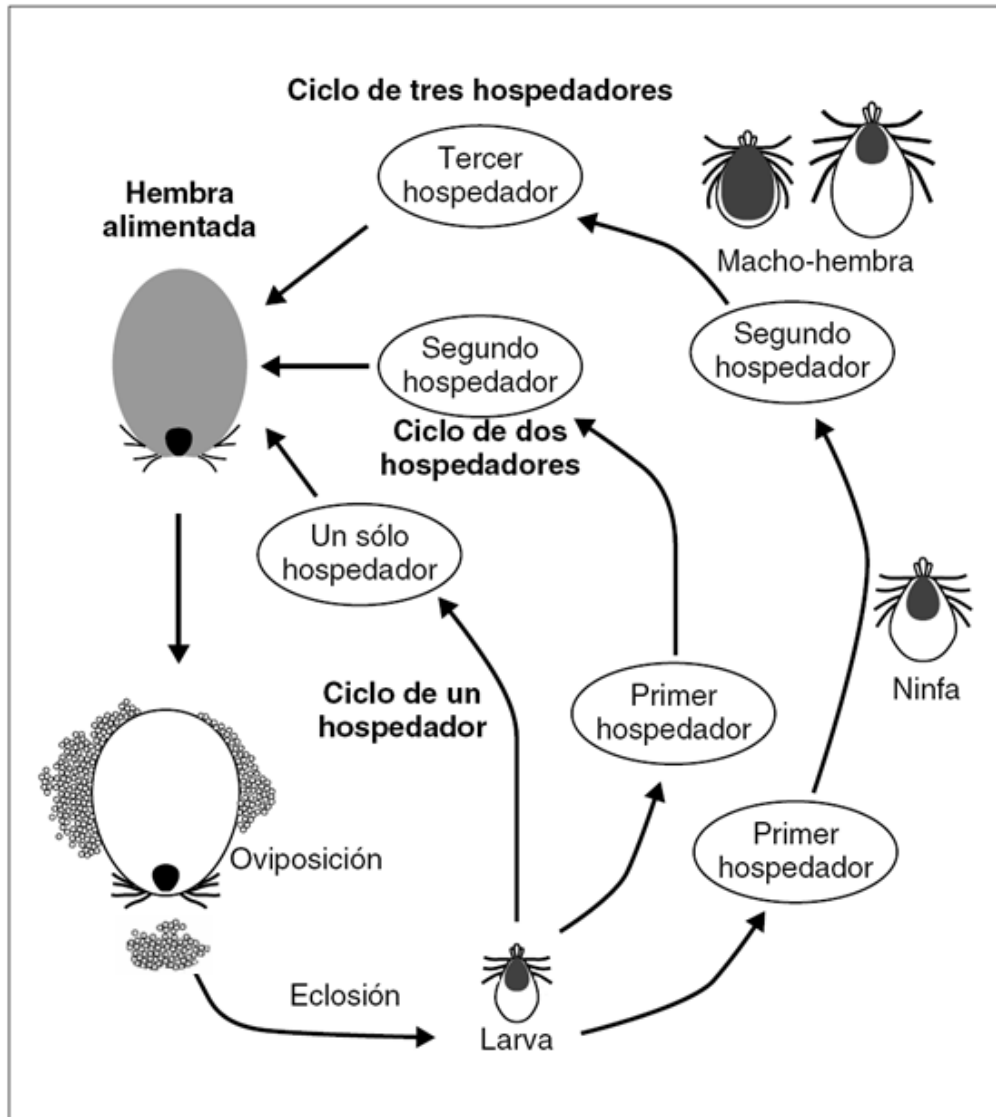 Ciclo de tres hospedadores
Tercer
hospedador
Hembra
alimentada
Macho-hembra
Segundo
hospedador
Segundo
hospedador
Ciclo de dos
hospedadores
Un sólo
hospedador
Ninfa
Ciclo de un
hospedador
Primer
hospedador
Primer
hospedador
Oviposición
Eclosión
Larva